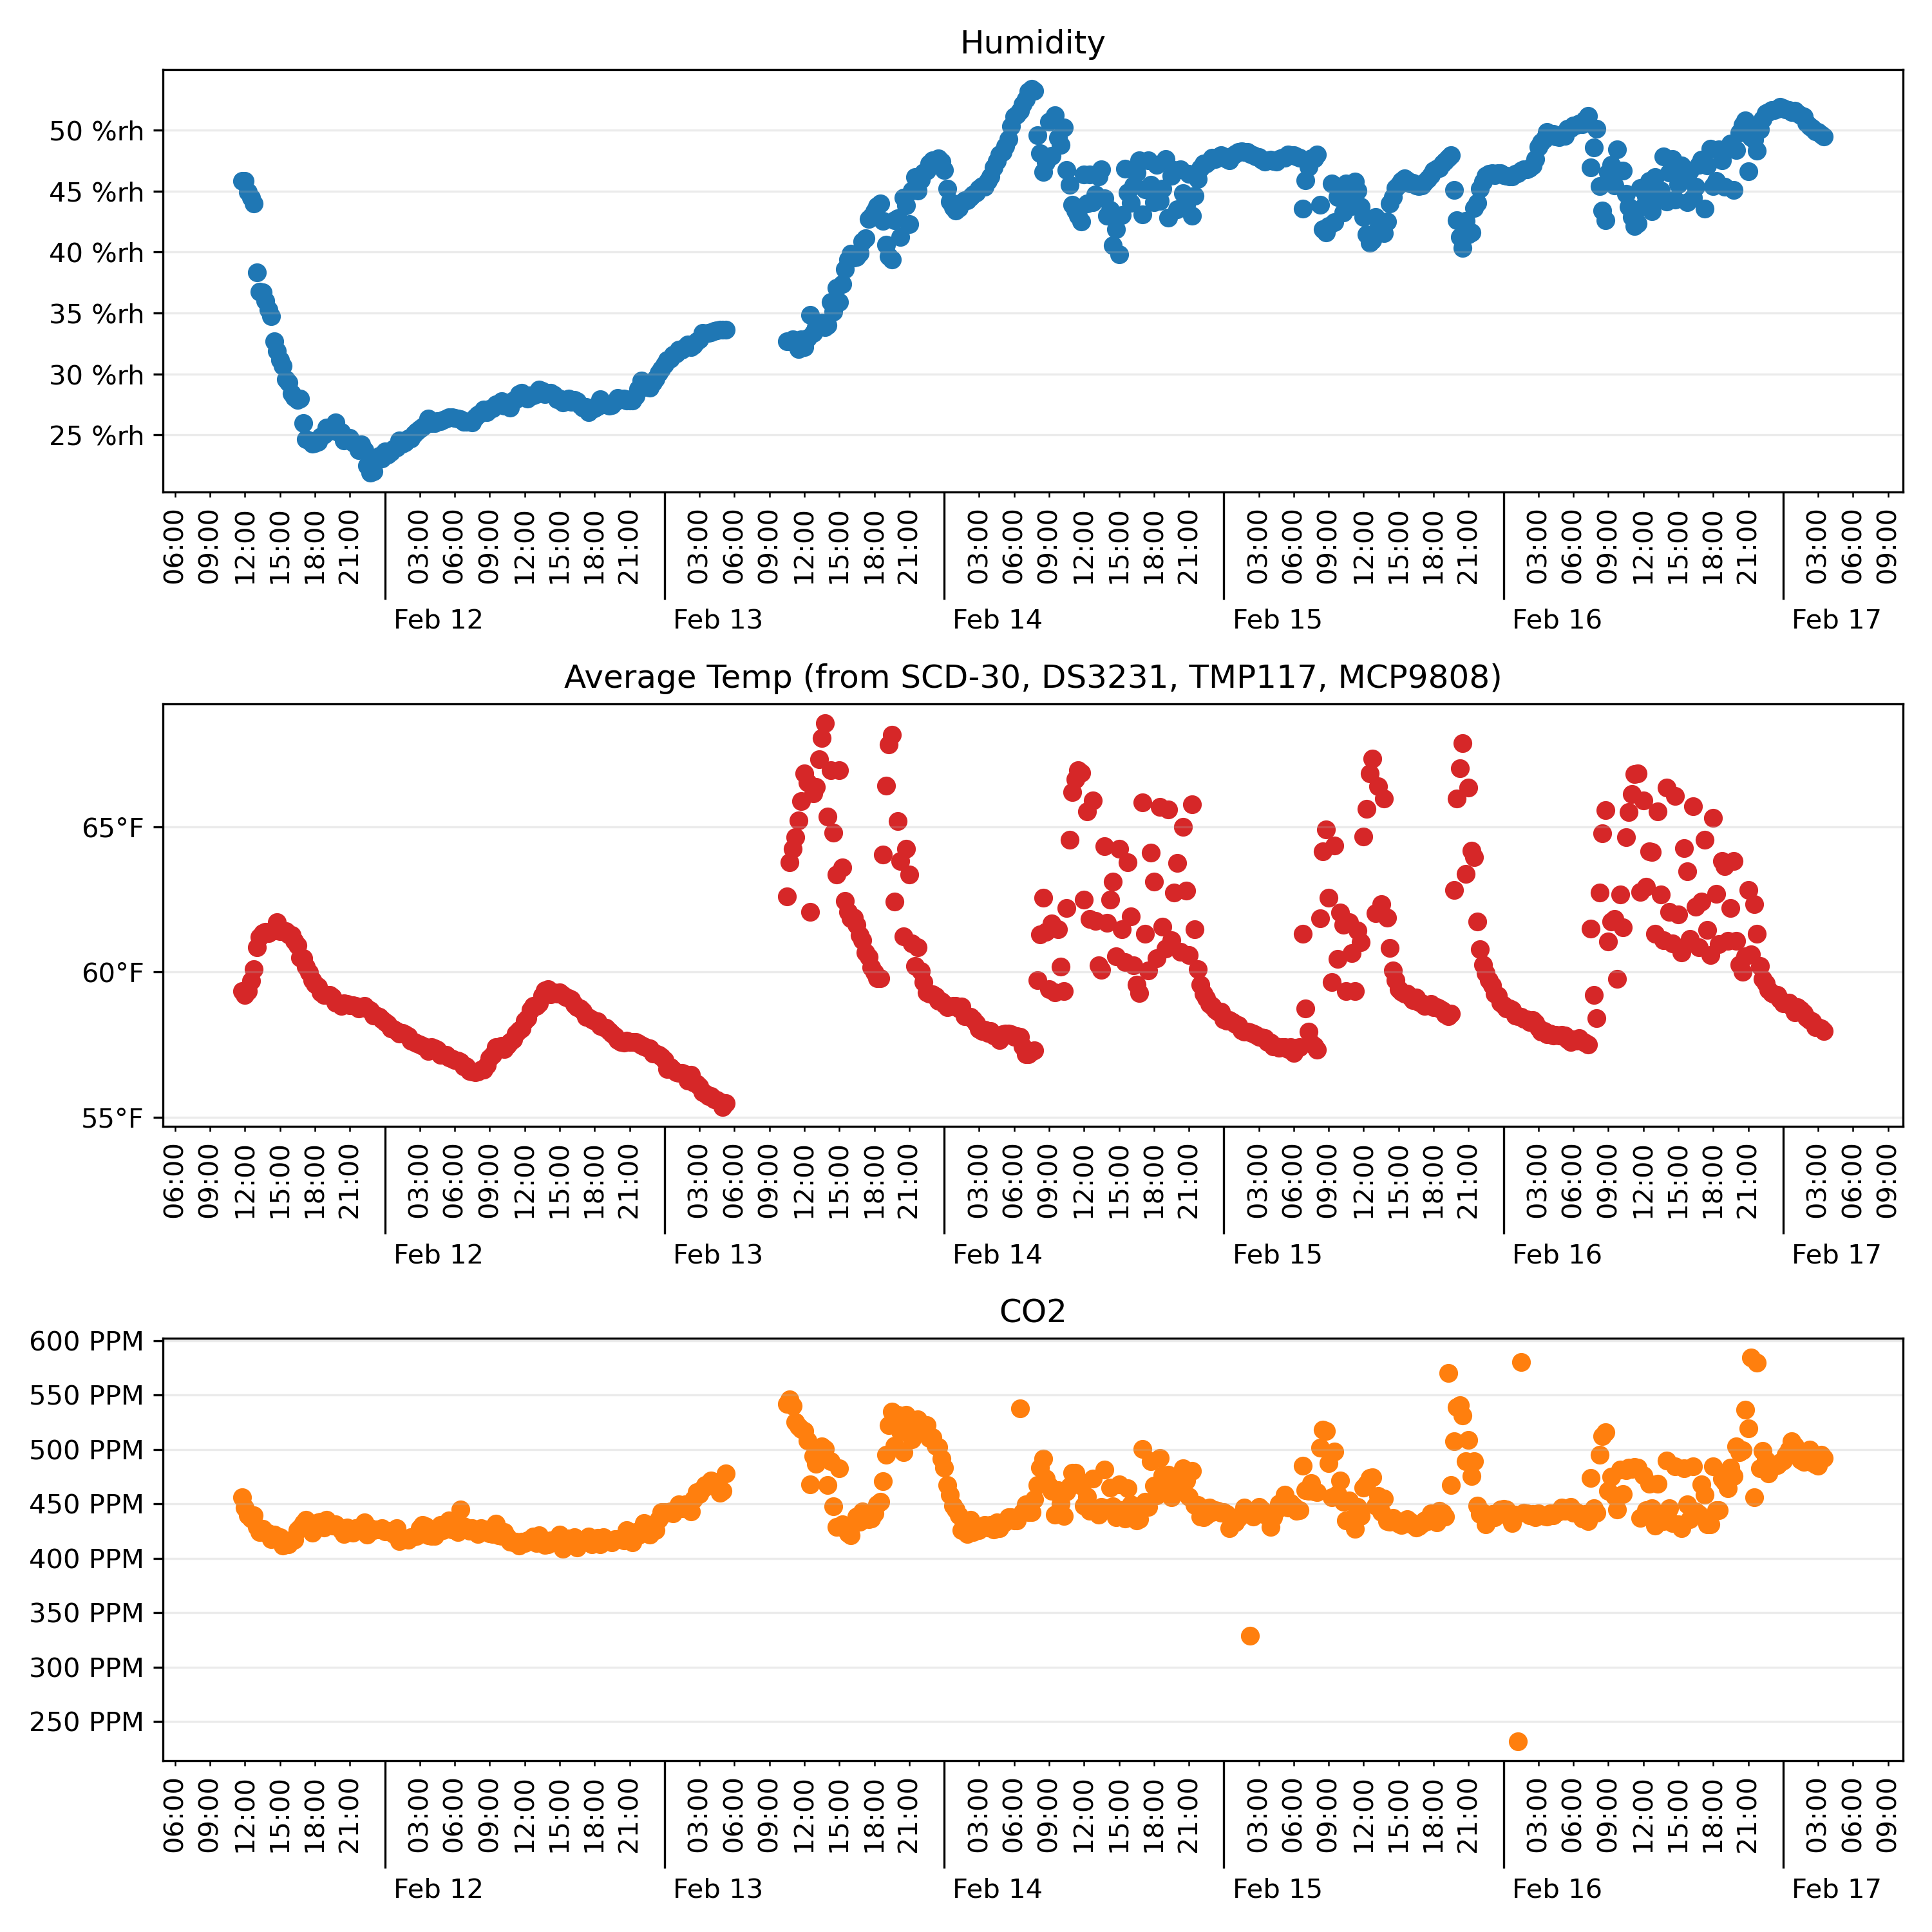 Humidity
50 %rh
45 %rh
40 %rh
35 %rh
30 %rh
25 %rh
06:00 09:00 12:00 15:00 18:00 21:00 03:00 06:00 09:00 12:00 15:00 18:00 21:00 03:00 06:00 09:00 12:00 15:00 18:00 21:00 03:00 06:00 09:00 12:00 15:00 18:00 21:00 03:00 06:00 09:00 12:00 15:00 18:00 21:00 03:00 06:00 09:00 12:00 15:00 18:00 21:00 03:00 06:00 09:00
Feb 12 Feb 13 Feb 14 Feb 15 Feb 16 Feb 17
Average Temp (from SCD-30, DS3231, TMP117, MCP9808)
65°F
60°F
55°F
06:00 09:00 12:00 15:00 18:00 21:00 03:00 06:00 09:00 12:00 15:00 18:00 21:00 03:00 06:00 09:00 12:00 15:00 18:00 21:00 03:00 06:00 09:00 12:00 15:00 18:00 21:00 03:00 06:00 09:00 12:00 15:00 18:00 21:00 03:00 06:00 09:00 12:00 15:00 18:00 21:00 03:00 06:00 09:00
Feb 12 Feb 13 Feb 14 Feb 15 Feb 16 Feb 17
CO2
600 PPM
550 PPM
500 PPM
450 PPM
400 PPM
350 PPM
300 PPM
250 PPM
06:00 09:00 12:00 15:00 18:00 21:00 03:00 06:00 09:00 12:00 15:00 18:00 21:00 03:00 06:00 09:00 12:00 15:00 18:00 21:00 03:00 06:00 09:00 12:00 15:00 18:00 21:00 03:00 06:00 09:00 12:00 15:00 18:00 21:00 03:00 06:00 09:00 12:00 15:00 18:00 21:00 03:00 06:00 09:00
Feb 12 Feb 13 Feb 14 Feb 15 Feb 16 Feb 17